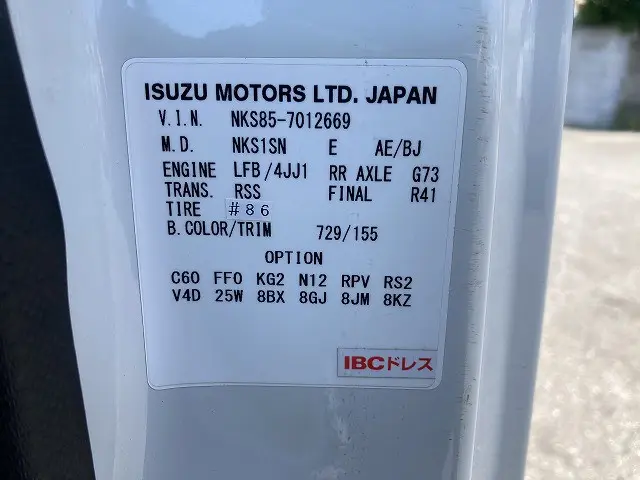 ISUZU MOTORS LTD. JAPAN
V.I.N. NKS85-7012669
M.D. NKS1SN E AE/BJ
ENGINE LFB/4JJ1 RR AXLE G73
TRANS. RSS FINAL R41
TIRE #86
B.COLOR/TRIM 729/155
OPTION
C60 FF0 KG2 N12 RPV RS2
V4D 25W 8BX 8GJ 8JM 8KZ
IBCドレス